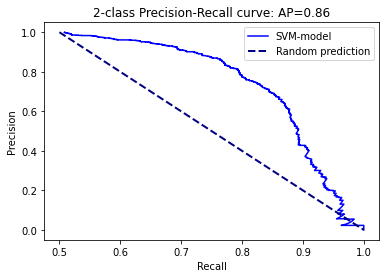 2-class Precision-Recall curve: AP=0.86
SVM-model
Random prediction
Precision
1.0
0.8
0.6
0.4
0.2
0.0
0.5 0.6 0.7 0.8 0.9 1.0
Recall